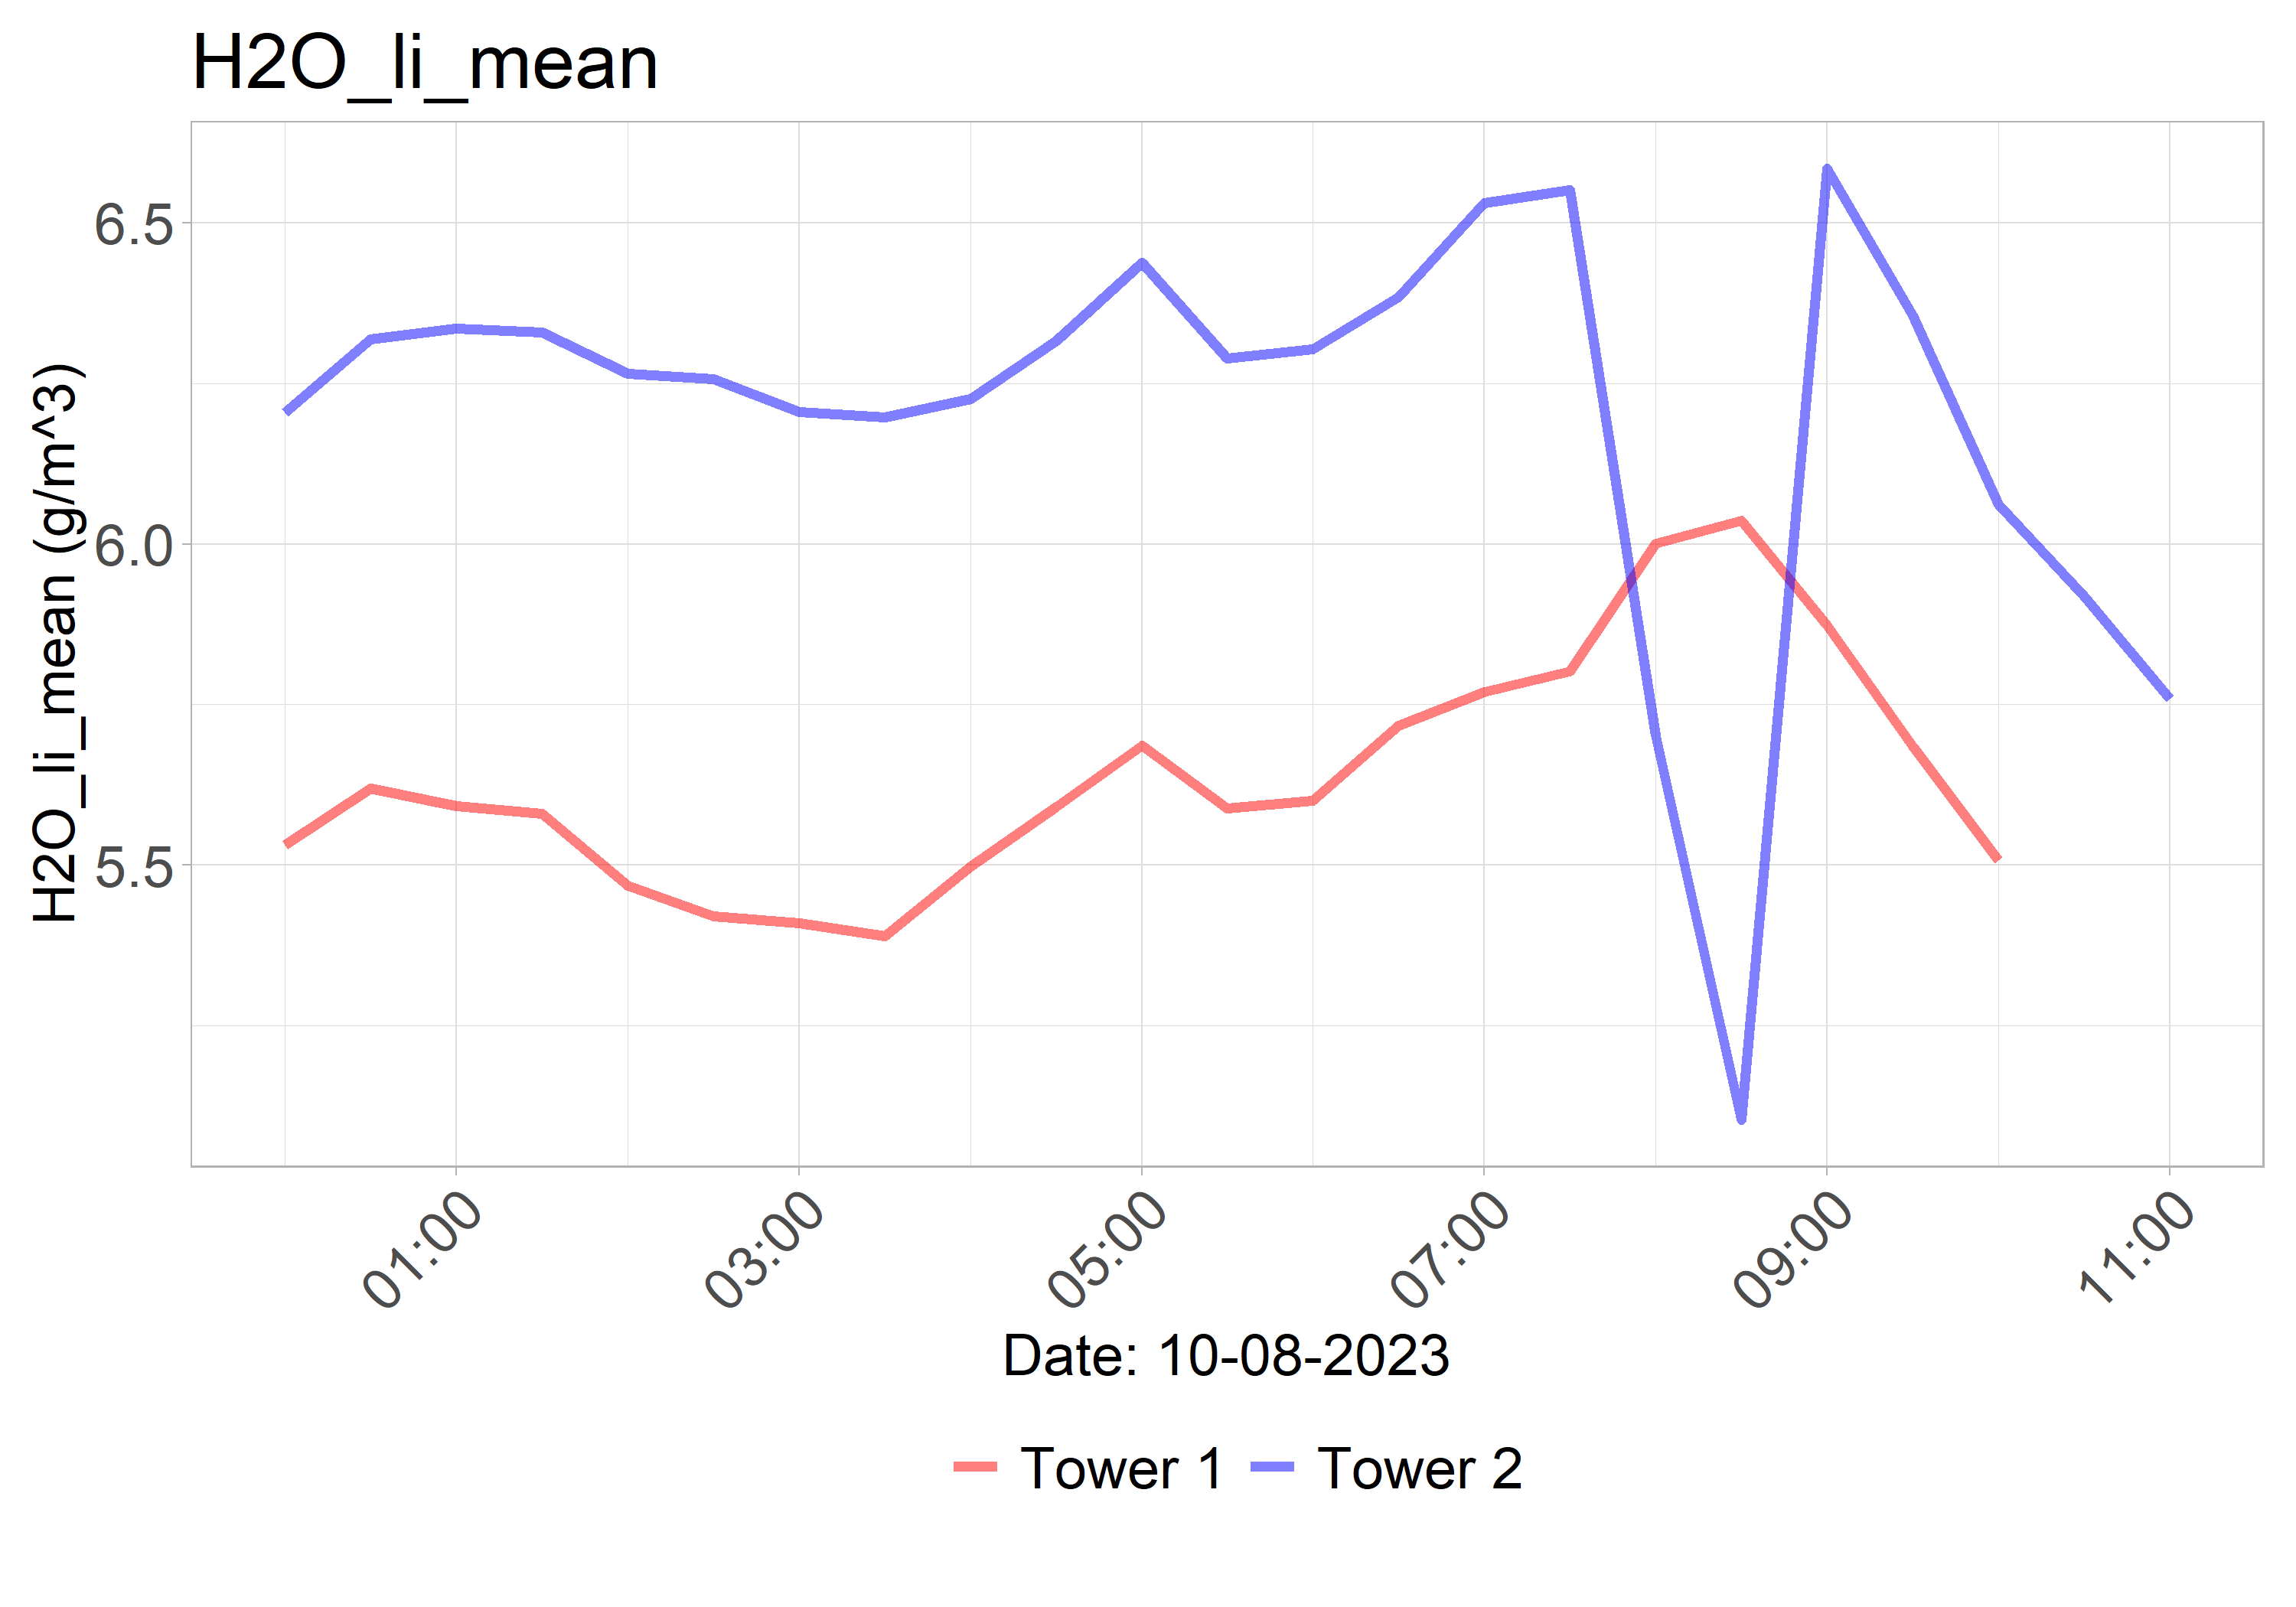 H2O_li_mean
H2O_li_mean (g/m^3)
6.5
6.0
5.5
01:00
03:00
05:00
07:00
09:00
11:00
Date: 10-08-2023
Tower 1
Tower 2